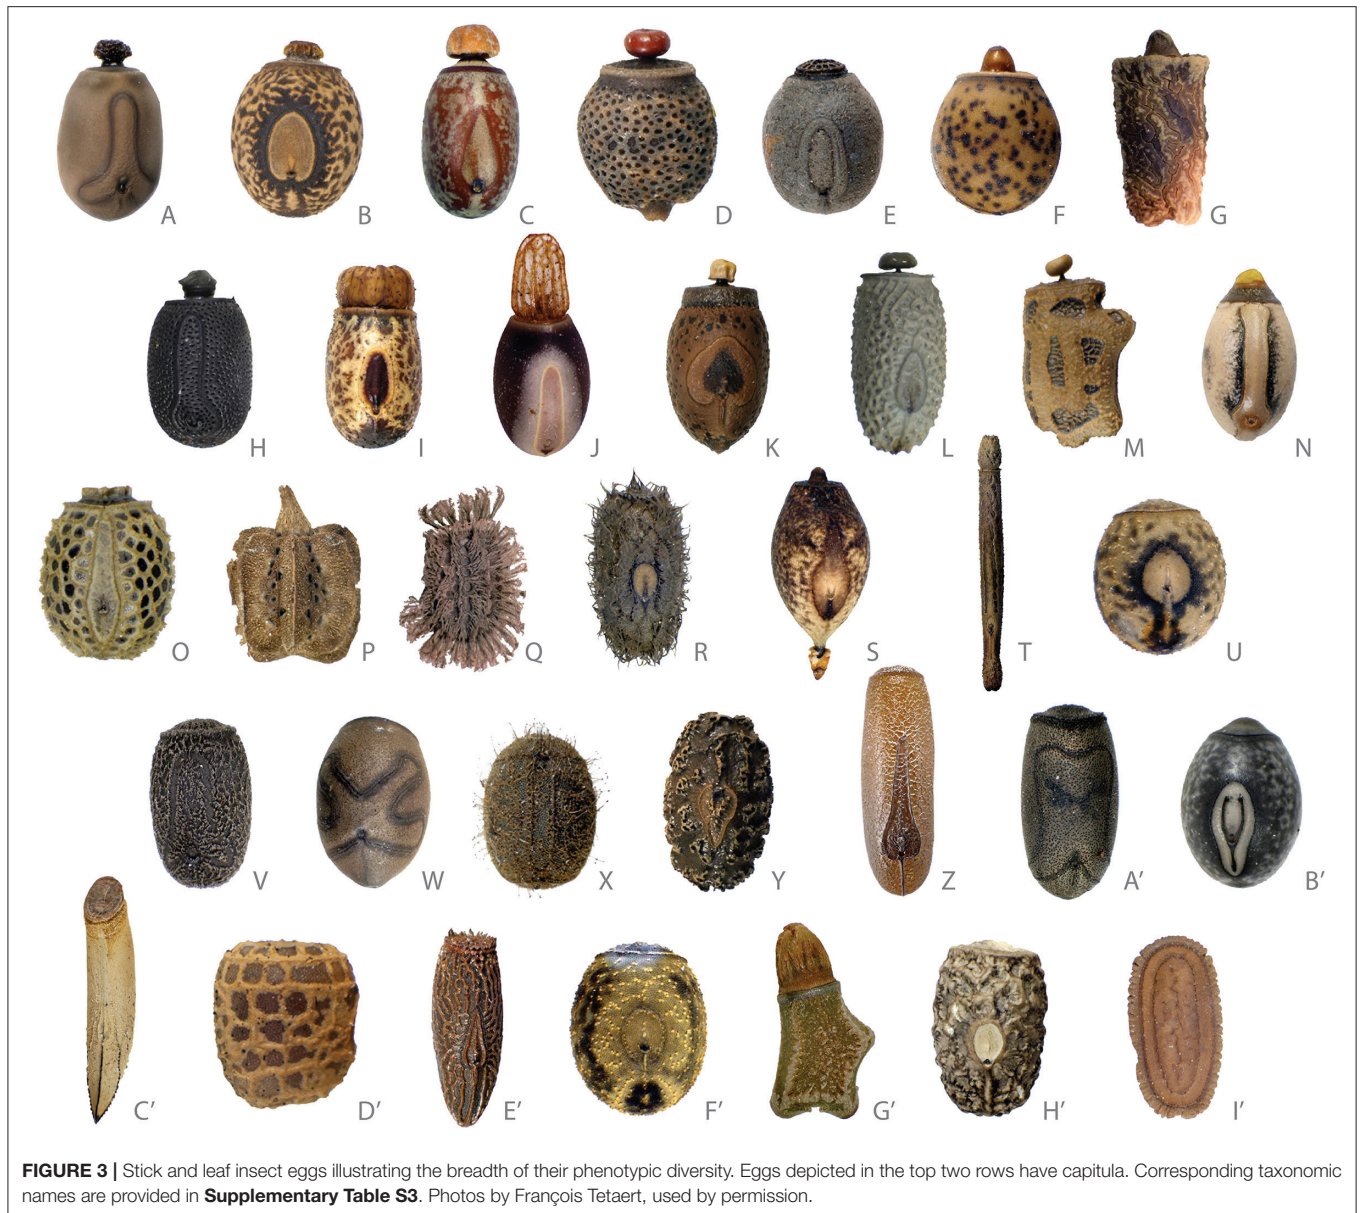 A B C D E F G
H I J K L M N
O P Q R S T U
V W X Y Z A′ B′
C′ D′ E′ F′ G′ H′ I′
FIGURE 3 | Stick and leaf insect eggs illustrating the breadth of their phenotypic diversity. Eggs depicted in the top two rows have capitula. Corresponding taxonomic
names are provided in Supplementary Table S3. Photos by François Tetaert, used by permission.